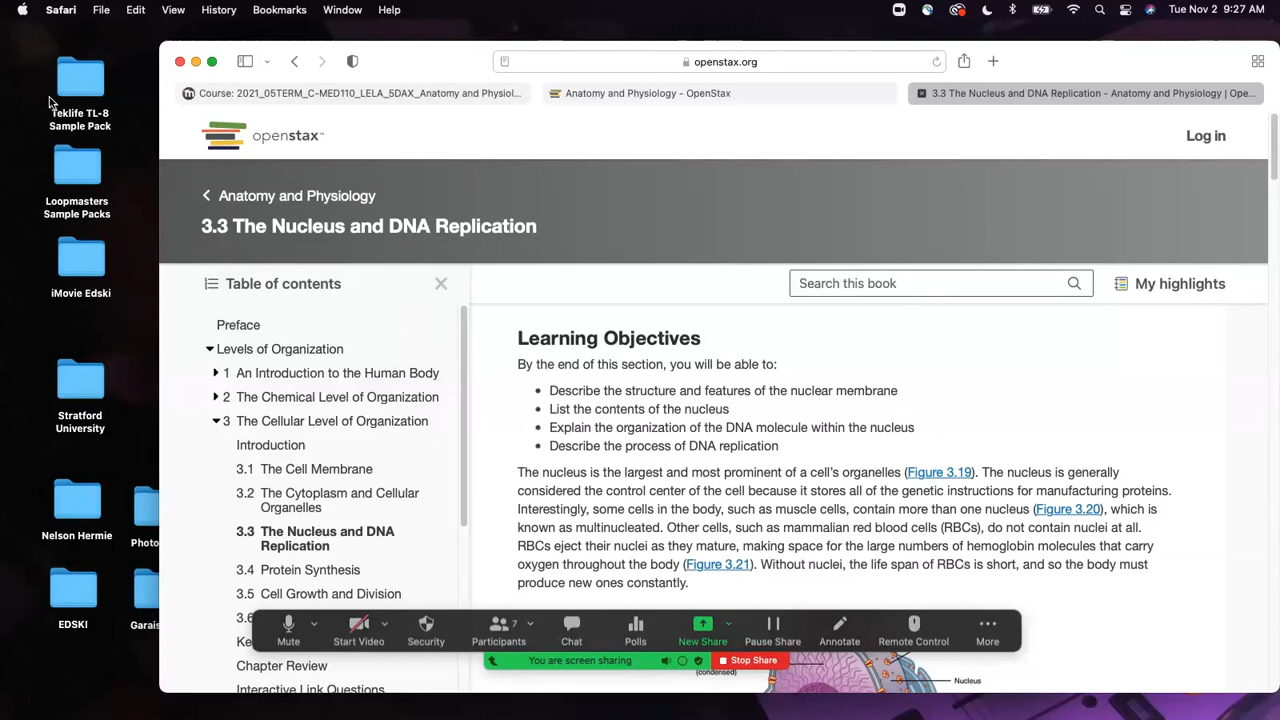 Safari File Edit View History Bookmarks Window Help Tue Nov 2 9:27 AM
openstax.org
Course: 2021_05TERM_C-MED110_LELA_5DAX_Anatomy and Physiol...
Anatomy and Physiology - OpenStax
3.3 The Nucleus and DNA Replication - Anatomy and Physiology | Ope...
Teklife TL-8
Sample Pack
Loopmasters
Sample Packs
iMovie Edski
Stratford
University
Nelson Hermie
Photo
EDSKI
Garais
openstax™
Log in
Anatomy and Physiology
3.3 The Nucleus and DNA Replication
Table of contents
Search this book
My highlights
Preface
Levels of Organization
1 An Introduction to the Human Body
2 The Chemical Level of Organization
3 The Cellular Level of Organization
Introduction
3.1 The Cell Membrane
3.2 The Cytoplasm and Cellular
Organelles
3.3 The Nucleus and DNA
Replication
3.4 Protein Synthesis
3.5 Cell Growth and Division
3.6
Ke
Chapter Review
Interactive Link Questions
Learning Objectives
By the end of this section, you will be able to:
• Describe the structure and features of the nuclear membrane
• List the contents of the nucleus
• Explain the organization of the DNA molecule within the nucleus
• Describe the process of DNA replication
The nucleus is the largest and most prominent of a cell's organelles (Figure 3.19). The nucleus is generally
considered the control center of the cell because it stores all of the genetic instructions for manufacturing proteins.
Interestingly, some cells in the body, such as muscle cells, contain more than one nucleus (Figure 3.20), which is
known as multinucleated. Other cells, such as mammalian red blood cells (RBCs), do not contain nuclei at all.
RBCs eject their nuclei as they mature, making space for the large numbers of hemoglobin molecules that carry
oxygen throughout the body (Figure 3.21). Without nuclei, the life span of RBCs is short, and so the body must
produce new ones constantly.
7
Mute Start Video Security Participants Chat Polls New Share Pause Share Annotate Remote Control More
You are screen sharing Stop Share
(condensed)
Nucleus